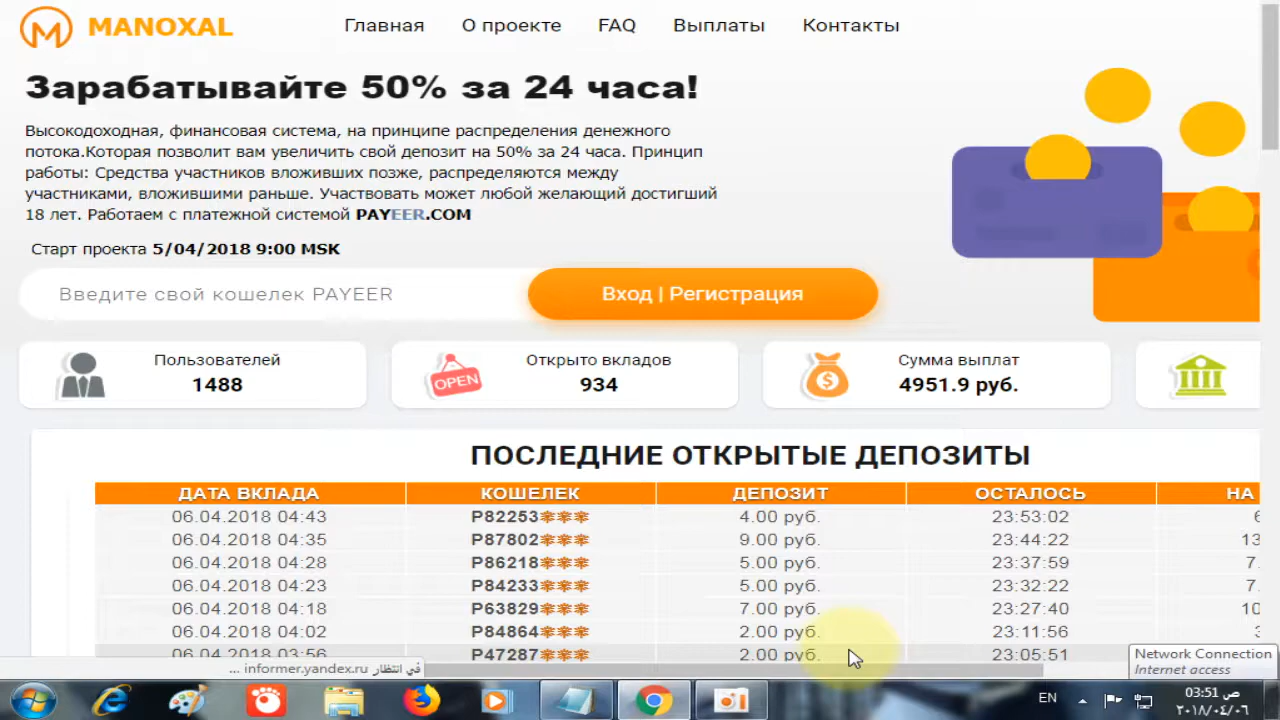 MANOXAL
Главная О проекте FAQ Выплаты Контакты
Зарабатывайте 50% за 24 часа!
Высокодоходная, финансовая система, на принципе распределения денежного
потока.Которая позволит вам увеличить свой депозит на 50% за 24 часа. Принцип
работы: Средства участников вложивших позже, распределяются между
участниками, вложившими раньше. Участвовать может любой желающий достигший
18 лет. Работаем с платежной системой PAYEER.COM
Старт проекта 5/04/2018 9:00 MSK
Введите свой кошелек PAYEER
Вход | Регистрация
Пользователей
1488
OPEN
Открыто вкладов
934
Сумма выплат
4951.9 руб.
ПОСЛЕДНИЕ ОТКРЫТЫЕ ДЕПОЗИТЫ
ДАТА ВКЛАДА КОШЕЛЕК ДЕПОЗИТ ОСТАЛОСЬ НА
06.04.2018 04:43 P82253 4.00 руб. 23:53:02 6
06.04.2018 04:35 P87802 9.00 руб. 23:44:22 13
06.04.2018 04:28 P86218 5.00 руб. 23:37:59 7.
06.04.2018 04:23 P84233 5.00 руб. 23:32:22 7.
06.04.2018 04:18 P63829 7.00 руб. 23:27:40 10
06.04.2018 04:02 P84864 2.00 руб. 23:11:56 3
06.04.2018 03:56 P47287 2.00 руб. 23:05:51
في انتظار informer.yandex.ru ...
Network Connection
Internet access
EN
03:51 ص
٢٠١٨/٠٤/٠٦